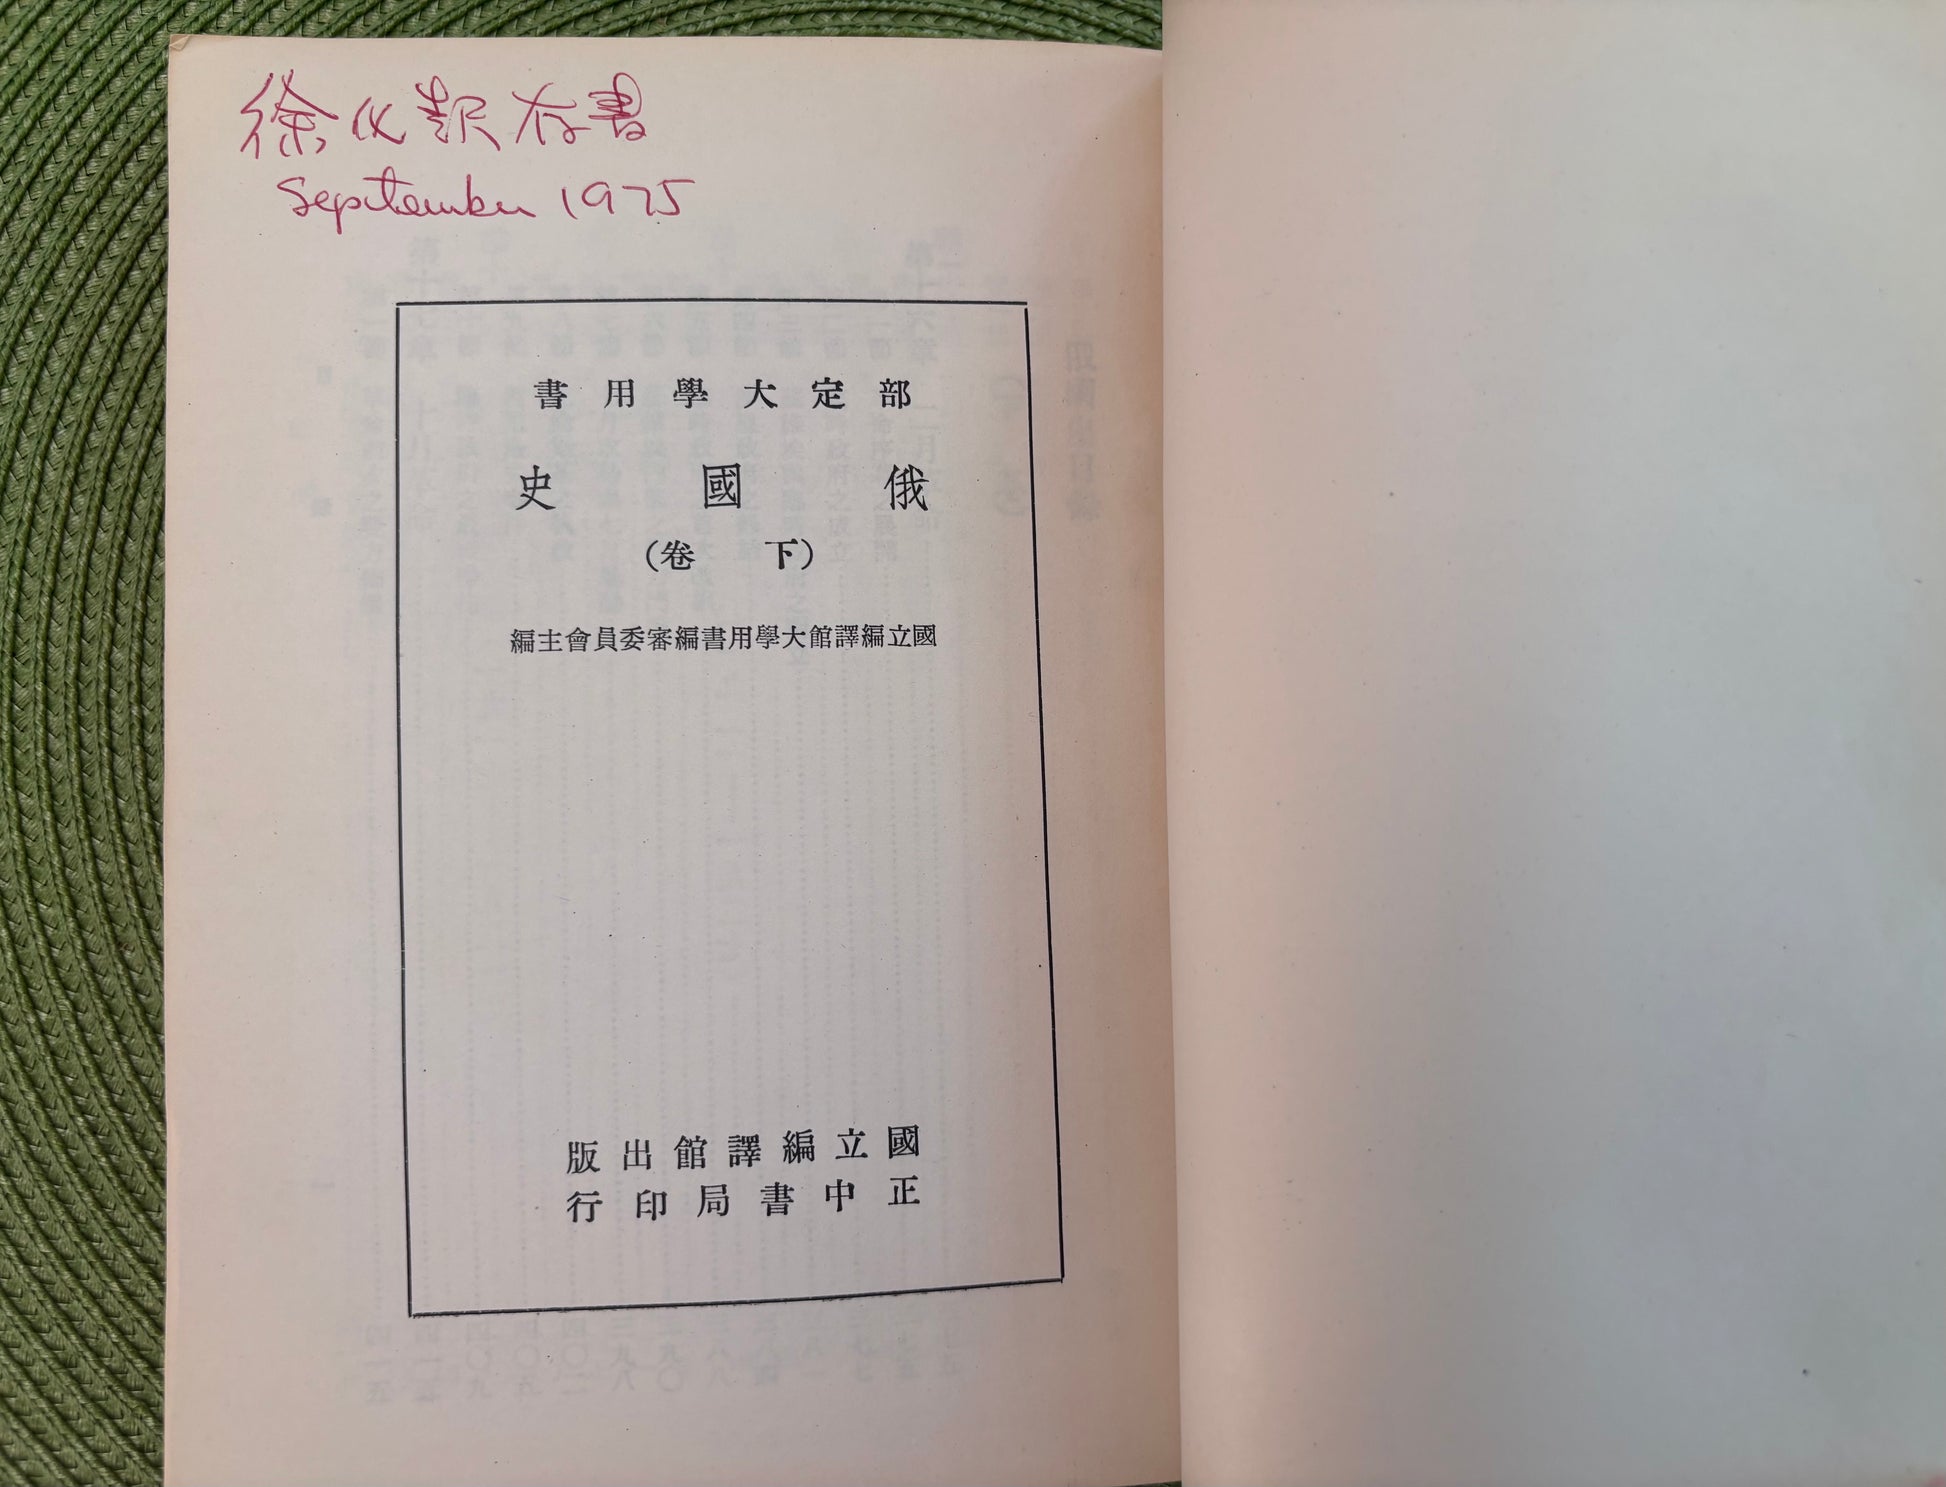 徐化報存書
September 1975
部定大學用書
俄國史
(下卷)
國立編譯館大學用書編審委員會主編
國立編譯館出版
正中書局印行